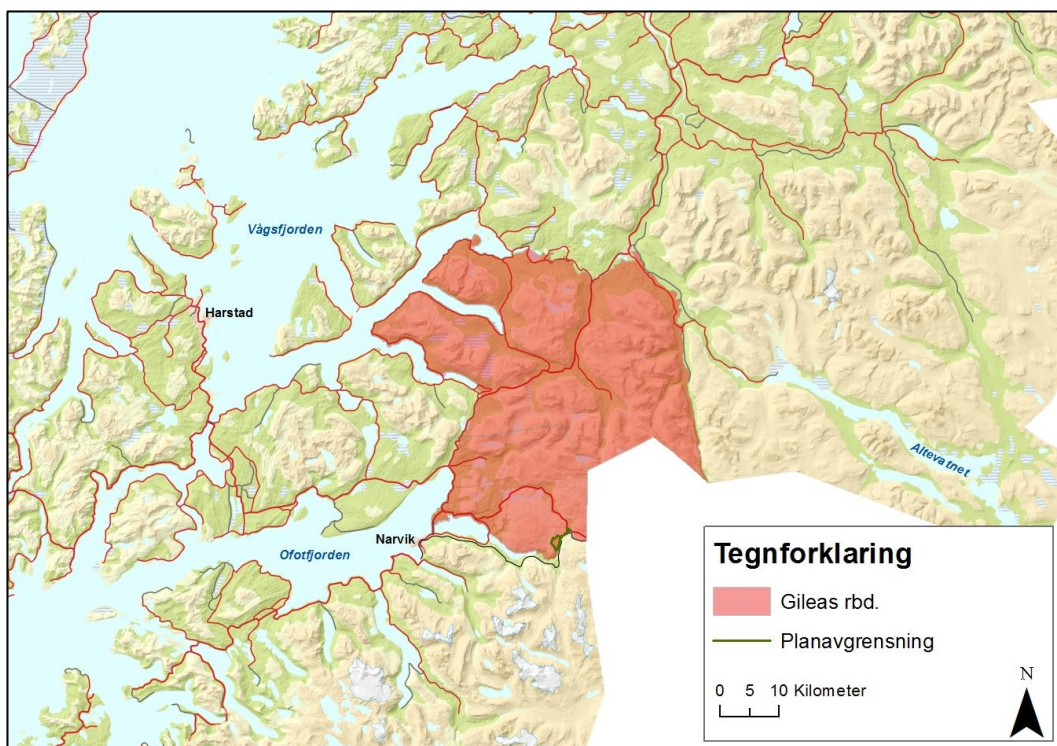 Vågsfjorden
Harstad
Altevatnet
Narvik
Ofotfjorden
Tegnforklaring
Gileas rbd.
Planavgrensning
0 5 10 Kilometer
N